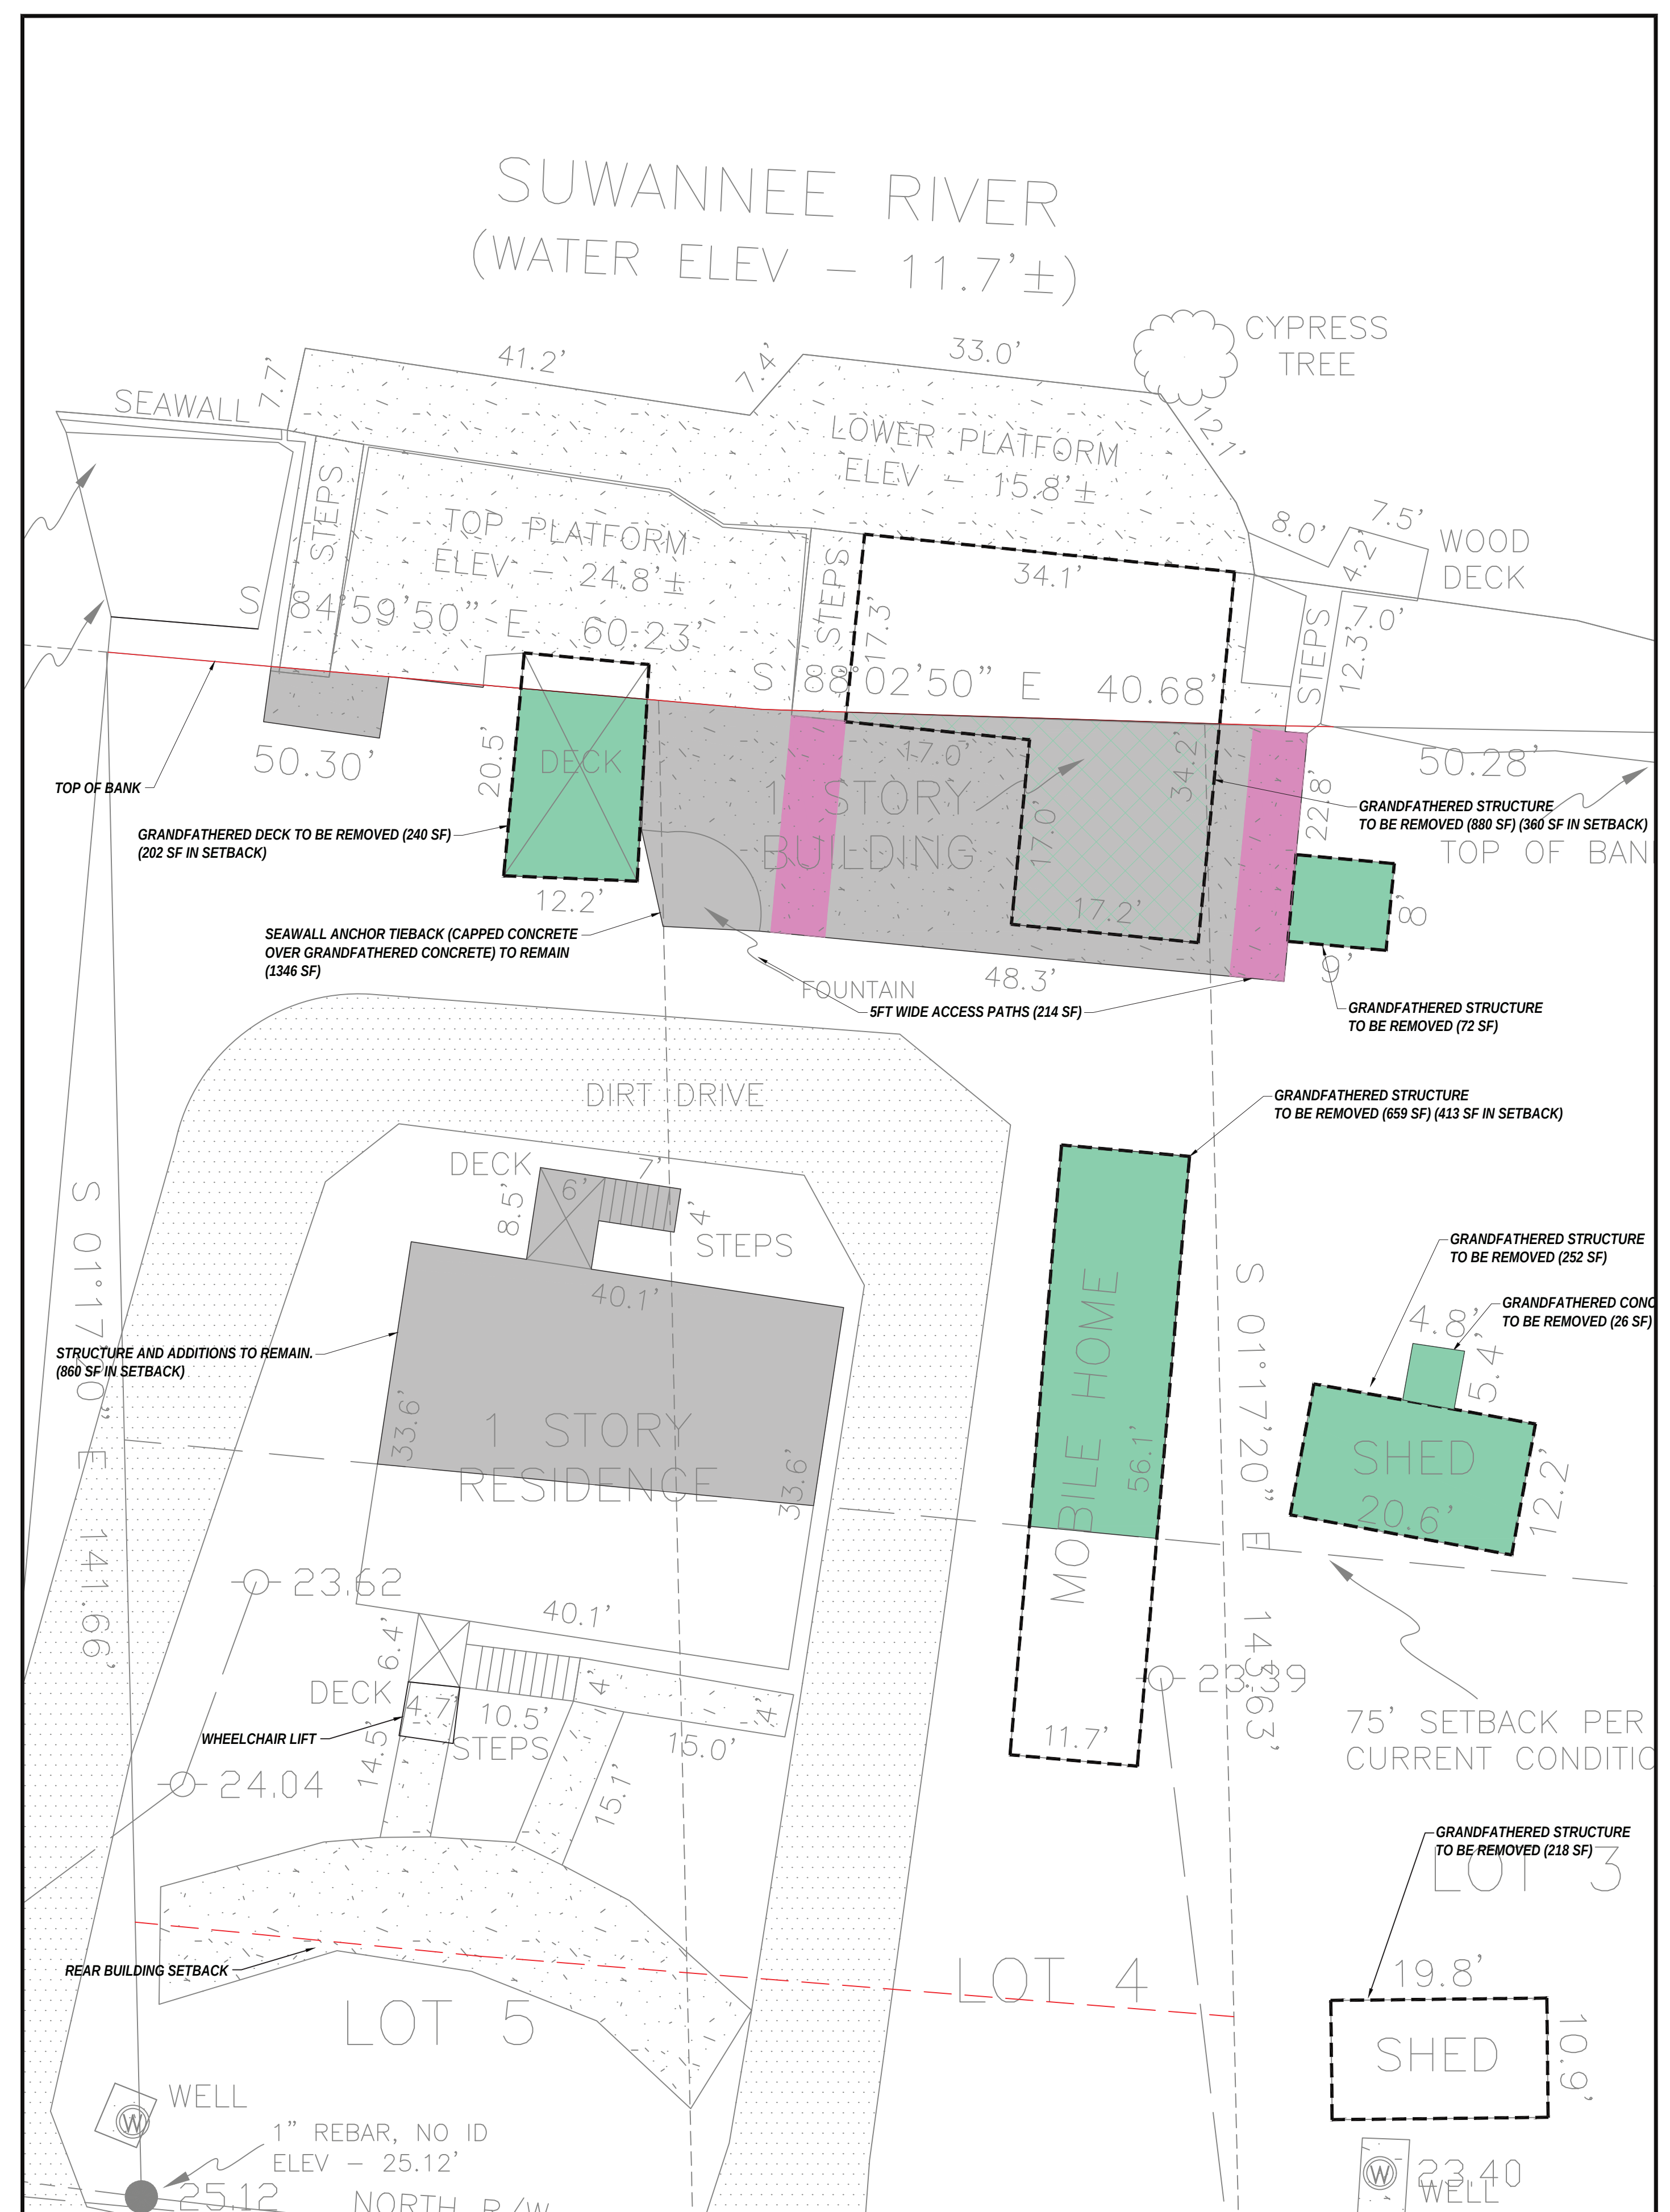 SUWANNEE RIVER
(WATER ELEV - 11.7'±)
CYPRESS
TREE
41.2'
7.4'
33.0'
7.7'
SEAWALL
12.1'
LOWER PLATFORM
ELEV - 15.8'±
STEPS
TOP PLATFORM
ELEV - 24.8'±
8.0'
7.5'
4.2'
WOOD
DECK
STEPS
34.1'
17.3'
7.0'
STEPS
12.3'
S 84°59'50" E 60.23'
S 88°02'50" E 40.68'
50.30'
20.5'
DECK
17.0'
34.2'
50.28'
TOP OF BANK
1 STORY
BUILDING
17.0'
22.8'
GRANDFATHERED STRUCTURE
TO BE REMOVED (880 SF) (360 SF IN SETBACK)
TOP OF BAN
GRANDFATHERED DECK TO BE REMOVED (240 SF)
(202 SF IN SETBACK)
12.2'
17.2'
8'
9'
SEAWALL ANCHOR TIEBACK (CAPPED CONCRETE
OVER GRANDFATHERED CONCRETE) TO REMAIN
(1346 SF)
48.3'
FOUNTAIN
5FT WIDE ACCESS PATHS (214 SF)
GRANDFATHERED STRUCTURE
TO BE REMOVED (72 SF)
DIRT DRIVE
GRANDFATHERED STRUCTURE
TO BE REMOVED (659 SF) (413 SF IN SETBACK)
DECK
7'
6'
8.5'
4'
STEPS
S 01°17'20" E 141.66'
40.1'
GRANDFATHERED STRUCTURE
TO BE REMOVED (252 SF)
GRANDFATHERED CONC
TO BE REMOVED (26 SF)
4.8'
5.4'
STRUCTURE AND ADDITIONS TO REMAIN.
(860 SF IN SETBACK)
33.6'
1 STORY
RESIDENCE
33.6'
MOBILE HOME
56.1'
S 01°17'20" E 143.63'
SHED
20.6'
12.2'
23.62
40.1'
6.4'
DECK
4.7'
10.5'
STEPS
4'
4'
15.0'
WHEELCHAIR LIFT
14.5'
15.1'
24.04
23.39
11.7'
75' SETBACK PER
CURRENT CONDITIO
GRANDFATHERED STRUCTURE
TO BE REMOVED (218 SF)
LOT 3
REAR BUILDING SETBACK
LOT 5
LOT 4
19.8'
SHED
10.9'
WELL
W
1" REBAR, NO ID
ELEV - 25.12'
25.12
NORTH R/W
W
23.40
WELL